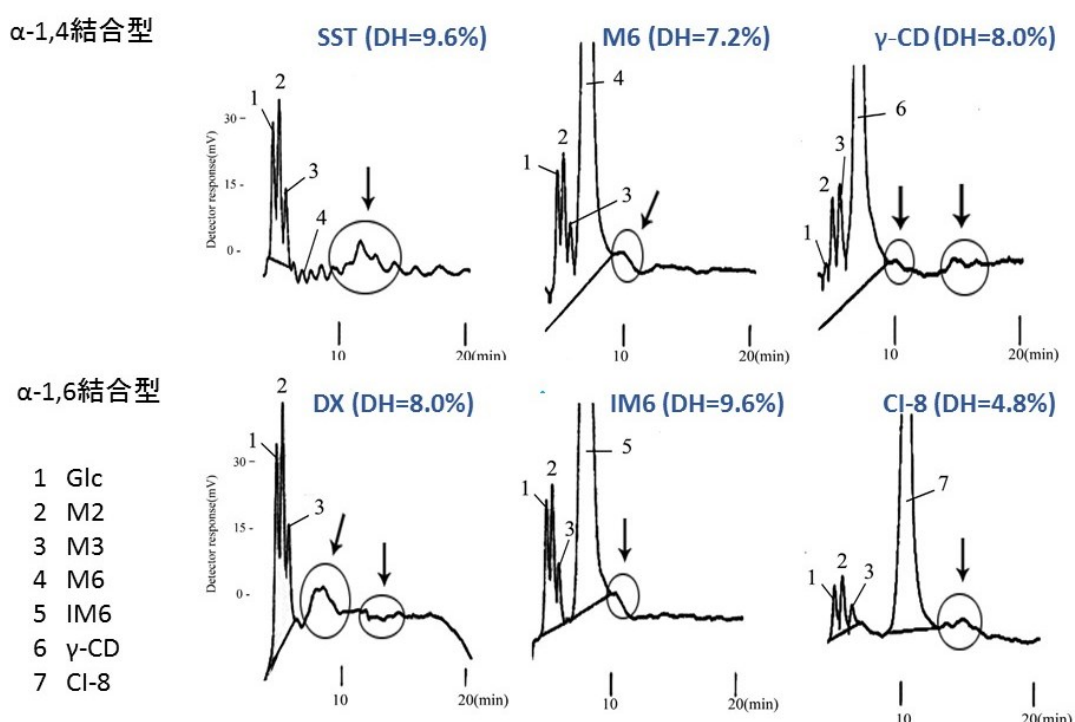 α-1,4結合型
SST (DH=9.6%)
M6 (DH=7.2%)
γ-CD (DH=8.0%)
Detector response(mV)
30
15
0
1
2
3
4
10
20(min)
1
2
3
4
10
20(min)
1
2
3
6
10
20(min)
α-1,6結合型
DX (DH=8.0%)
IM6 (DH=9.6%)
CI-8 (DH=4.8%)
Detector response(mV)
30
15
0
1
2
3
10
20(min)
1
2
3
5
10
20(min)
1
2
3
7
10
20(min)
1 Glc
2 M2
3 M3
4 M6
5 IM6
6 γ-CD
7 CI-8